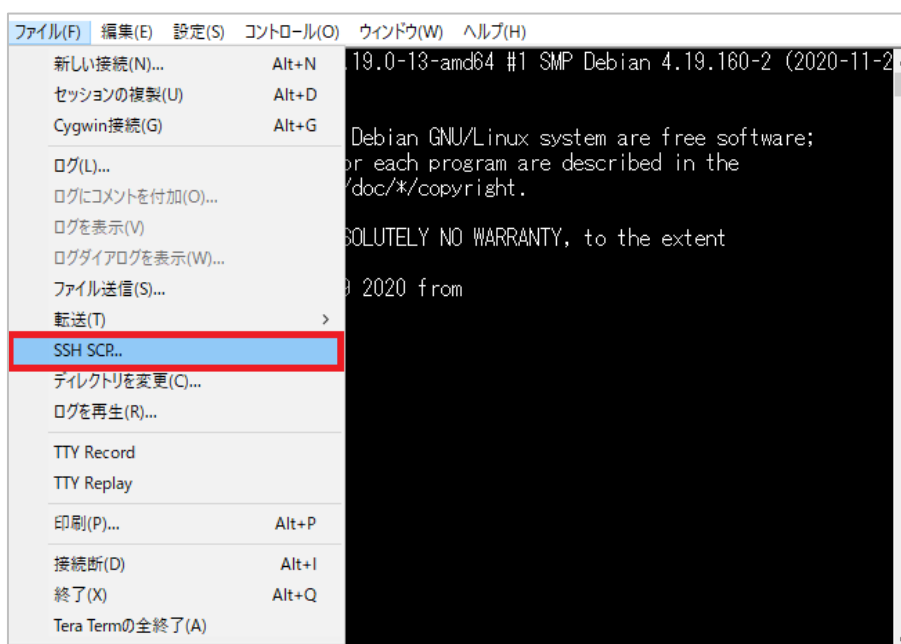 ファイル(F) 編集(E) 設定(S) コントロール(O) ウィンドウ(W) ヘルプ(H)
新しい接続(N)... Alt+N
セッションの複製(U) Alt+D
Cygwin接続(G) Alt+G
ログ(L)...
ログにコメントを付加(O)...
ログを表示(V)
ログダイアログを表示(W)...
ファイル送信(S)...
転送(T) >
SSH SCP...
ディレクトリを変更(C)...
ログを再生(R)...
TTY Record
TTY Replay
印刷(P)... Alt+P
接続断(D) Alt+I
終了(X) Alt+Q
Tera Termの全終了(A)
.19.0-13-amd64 #1 SMP Debian 4.19.160-2 (2020-11-2
Debian GNU/Linux system are free software;
or each program are described in the
/doc/*/copyright.
SOLUTELY NO WARRANTY, to the extent
2020 from